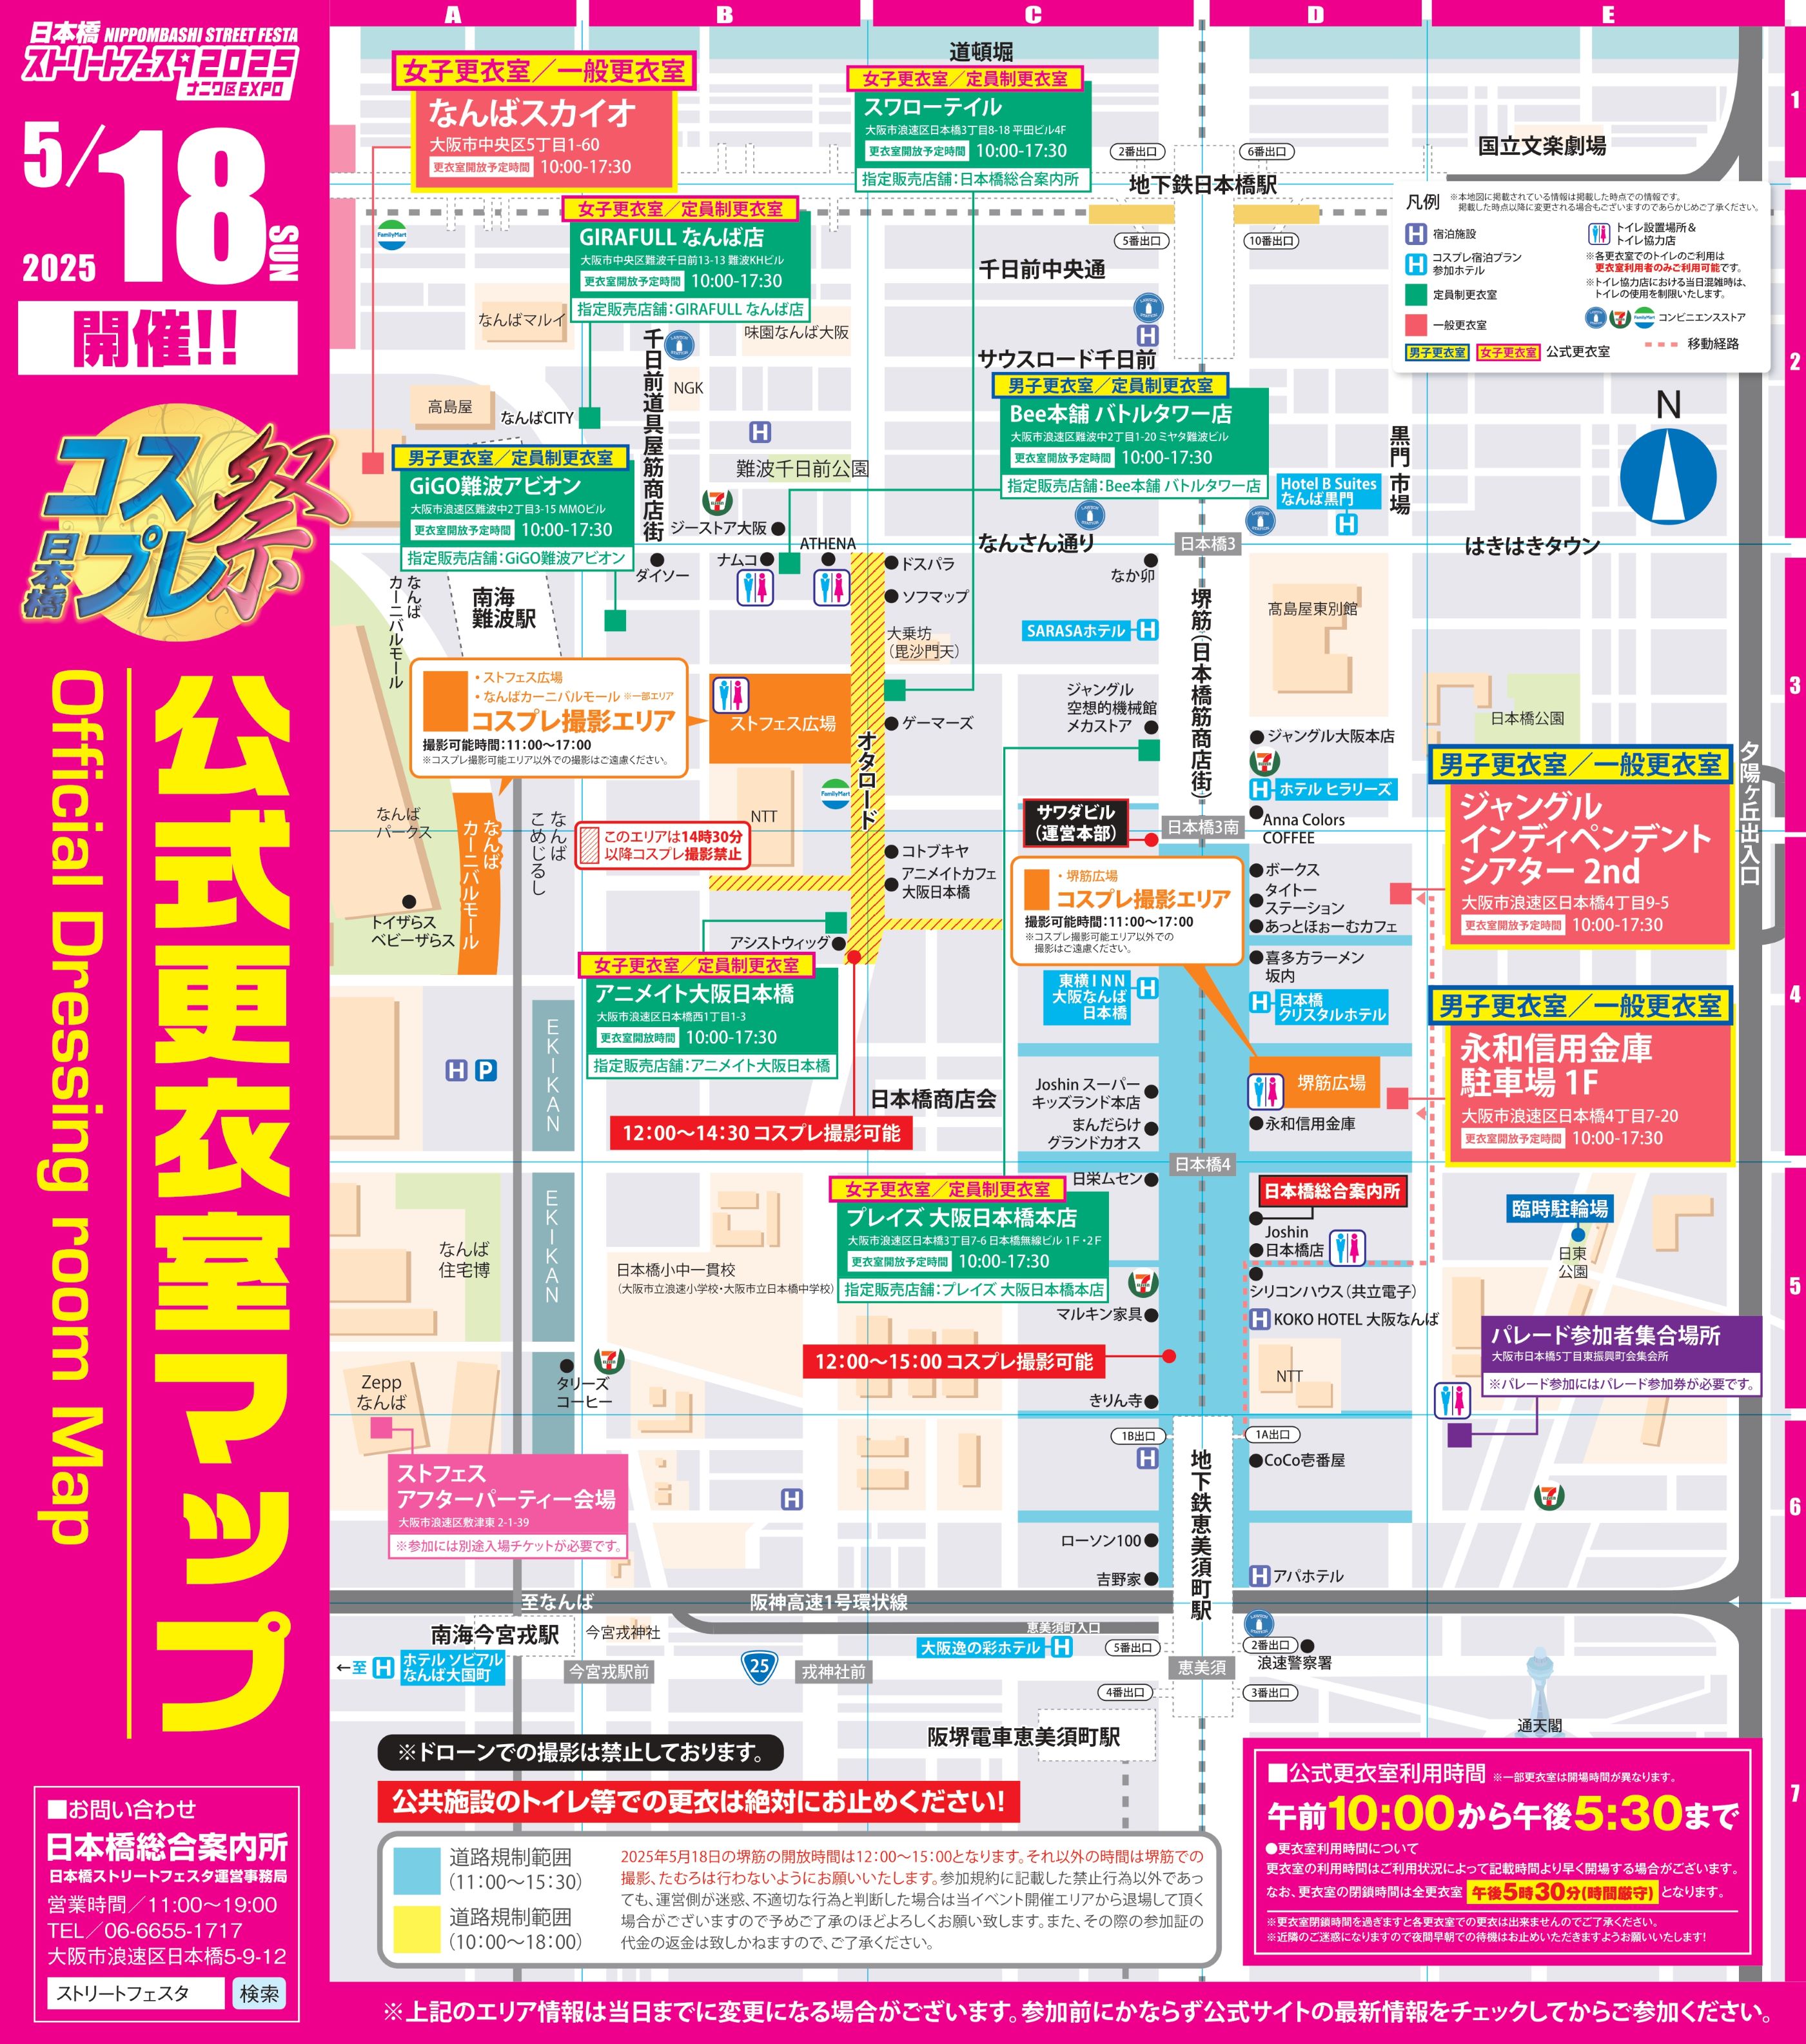 日本橋 NIPPOMBASHI STREET FESTA
ストリートフェスタ2025
ナニワ区EXPO
5/18 SUN
2025
開催!!
日本橋
コスプレ祭
公式更衣室マップ
Official Dressing room Map
■お問い合わせ
日本橋総合案内所
日本橋ストリートフェスタ運営事務局
営業時間／11:00～19:00
TEL／06-6655-1717
大阪市浪速区日本橋5-9-12
ストリートフェスタ 検索
A B C D E
1
2
3
4
5
6
7
道頓堀
女子更衣室／一般更衣室
なんばスカイオ
大阪市中央区5丁目1-60
更衣室開放予定時間 10:00-17:30
女子更衣室／定員制更衣室
スワローテイル
大阪市浪速区日本橋3丁目8-18 平田ビル4F
更衣室開放予定時間 10:00-17:30
指定販売店舗：日本橋総合案内所
2番出口
6番出口
地下鉄日本橋駅
5番出口
10番出口
国立文楽劇場
凡例
※本地図に掲載されている情報は掲載した時点での情報です。
掲載した時点以降に変更される場合もございますのであらかじめご了承ください。
H 宿泊施設
H コスプレ宿泊プラン
参加ホテル
定員制更衣室
一般更衣室
トイレ設置場所＆
トイレ協力店
※各更衣室でのトイレのご利用は
更衣室利用者のみご利用可能です。
※トイレ協力店における当日混雑時は、
トイレの使用を制限いたします。
コンビニエンスストア
男子更衣室 女子更衣室 公式更衣室
移動経路
N
FamilyMart
女子更衣室／定員制更衣室
GIRAFULL なんば店
大阪市中央区難波千日前13-13 難波KHビル
更衣室開放予定時間 10:00-17:30
指定販売店舗：GIRAFULL なんば店
千日前中央通
なんばマルイ
味園なんば大阪
千日前道具屋筋商店街
NGK
サウスロード千日前
H
高島屋
なんばCITY
H
難波千日前公園
男子更衣室／定員制更衣室
Bee本舗 バトルタワー店
大阪市浪速区難波中2丁目1-20 ミヤタ難波ビル
更衣室開放予定時間 10:00-17:30
指定販売店舗：Bee本舗 バトルタワー店
黒門市場
Hotel B Suites
なんば黒門
H
男子更衣室／定員制更衣室
GiGO難波アビオン
大阪市浪速区難波中2丁目3-15 MMOビル
更衣室開放予定時間 10:00-17:30
指定販売店舗：GiGO難波アビオン
ジーストア大阪
ATHENA
ナムコ
ダイソー
なんさん通り
日本橋3
はきはきタウン
なか卯
ドスパラ
ソフマップ
大乗坊
（毘沙門天）
SARASAホテル H
堺筋（日本橋筋商店街）
髙島屋東別館
なんば
カーニバルモール
南海
難波駅
・ストフェス広場
・なんばカーニバルモール ※一部エリア
コスプレ撮影エリア
撮影可能時間：11:00～17:00
※コスプレ撮影可能エリア以外での撮影はご遠慮ください。
ストフェス広場
ゲーマーズ
オタロード
ジャングル
空想的機械館
メカストア
ジャングル大阪本店
日本橋公園
夕陽ヶ丘出入口
H ホテル ヒラリーズ
Anna Colors
COFFEE
サワダビル
（運営本部）
日本橋3南
なんば
パークス
なんば
カーニバルモール
なんば
こめじるし
NTT
FamilyMart
このエリアは14時30分
以降コスプレ撮影禁止
コトブキヤ
アニメイトカフェ
大阪日本橋
トイザらス
ベビーザらス
アシストウィッグ
・堺筋広場
コスプレ撮影エリア
撮影可能時間：11:00～17:00
※コスプレ撮影可能エリア以外での
撮影はご遠慮ください。
ボークス
タイトー
ステーション
あっとほぉーむカフェ
喜多方ラーメン
坂内
男子更衣室／一般更衣室
ジャングル
インディペンデント
シアター 2nd
大阪市浪速区日本橋4丁目9-5
更衣室開放予定時間 10:00-17:30
東横INN
大阪なんば
日本橋
H
H 日本橋
クリスタルホテル
男子更衣室／一般更衣室
永和信用金庫
駐車場 1F
大阪市浪速区日本橋4丁目7-20
更衣室開放予定時間 10:00-17:30
女子更衣室／定員制更衣室
アニメイト大阪日本橋
大阪市浪速区日本橋西1丁目1-3
更衣室開放時間 10:00-17:30
指定販売店舗：アニメイト大阪日本橋
H P
EKIKAN
日本橋商店会
12:00～14:30 コスプレ撮影可能
Joshin スーパー
キッズランド本店
まんだらけ
グランドカオス
堺筋広場
永和信用金庫
日本橋4
日栄ムセン
日本橋総合案内所
Joshin
日本橋店
シリコンハウス（共立電子）
H KOKO HOTEL 大阪なんば
臨時駐輪場
日東
公園
EKIKAN
なんば
住宅博
日本橋小中一貫校
（大阪市立浪速小学校・大阪市立日本橋中学校）
女子更衣室／定員制更衣室
プレイズ 大阪日本橋本店
大阪市浪速区日本橋3丁目7-6 日本橋無線ビル 1F・2F
更衣室開放予定時間 10:00-17:30
指定販売店舗：プレイズ 大阪日本橋本店
マルキン家具
12:00～15:00 コスプレ撮影可能
NTT
パレード参加者集合場所
大阪市日本橋5丁目東振興町会集会所
※パレード参加にはパレード参加券が必要です。
Zepp
なんば
タリーズ
コーヒー
きりん寺
1B出口
1A出口
H
CoCo壱番屋
ストフェス
アフターパーティー会場
大阪市浪速区敷津東 2-1-39
※参加には別途入場チケットが必要です。
H
地下鉄恵美須町駅
ローソン100
吉野家
H アパホテル
至なんば
阪神高速1号環状線
恵美須町入口
南海今宮戎駅
今宮戎神社
←至 H ホテル ソビアル
なんば大国町
今宮戎駅前
25
戎神社前
大阪逸の彩ホテル H
5番出口
2番出口
浪速警察署
恵美須
4番出口
3番出口
通天閣
阪堺電車恵美須町駅
※ドローンでの撮影は禁止しております。
公共施設のトイレ等での更衣は絶対にお止めください!
道路規制範囲
（11:00～15:30）
道路規制範囲
（10:00～18:00）
2025年5月18日の堺筋の開放時間は12:00～15:00となります。それ以外の時間は堺筋での
撮影、たむろは行わないようにお願いいたします。参加規約に記載した禁止行為以外であっ
ても、運営側が迷惑、不適切な行為と判断した場合は当イベント開催エリアから退場して頂く
場合がございますので予めご了承のほどよろしくお願い致します。また、その際の参加証の
代金の返金は致しかねますので、ご了承ください。
■公式更衣室利用時間 ※一部更衣室は開場時間が異なります。
午前10:00から午後5:30まで
●更衣室利用時間について
更衣室の利用時間はご利用状況によって記載時間より早く開場する場合がございます。
なお、更衣室の閉鎖時間は全更衣室 午後5時30分(時間厳守) となります。
※更衣室閉鎖時間を過ぎますと各更衣室での更衣は出来ませんのでご了承ください。
※近隣のご迷惑になりますので夜間早朝での待機はお止めいただきますようお願いいたします!
※上記のエリア情報は当日までに変更になる場合がございます。参加前にかならず公式サイトの最新情報をチェックしてからご参加ください。